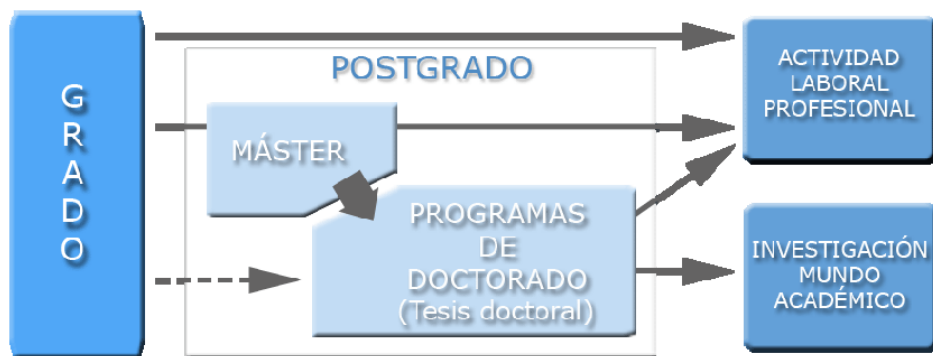 GRADO
POSTGRADO
MÁSTER
PROGRAMAS
DE
DOCTORADO
(Tesis doctoral)
ACTIVIDAD
LABORAL
PROFESIONAL
INVESTIGACIÓN
MUNDO
ACADÉMICO